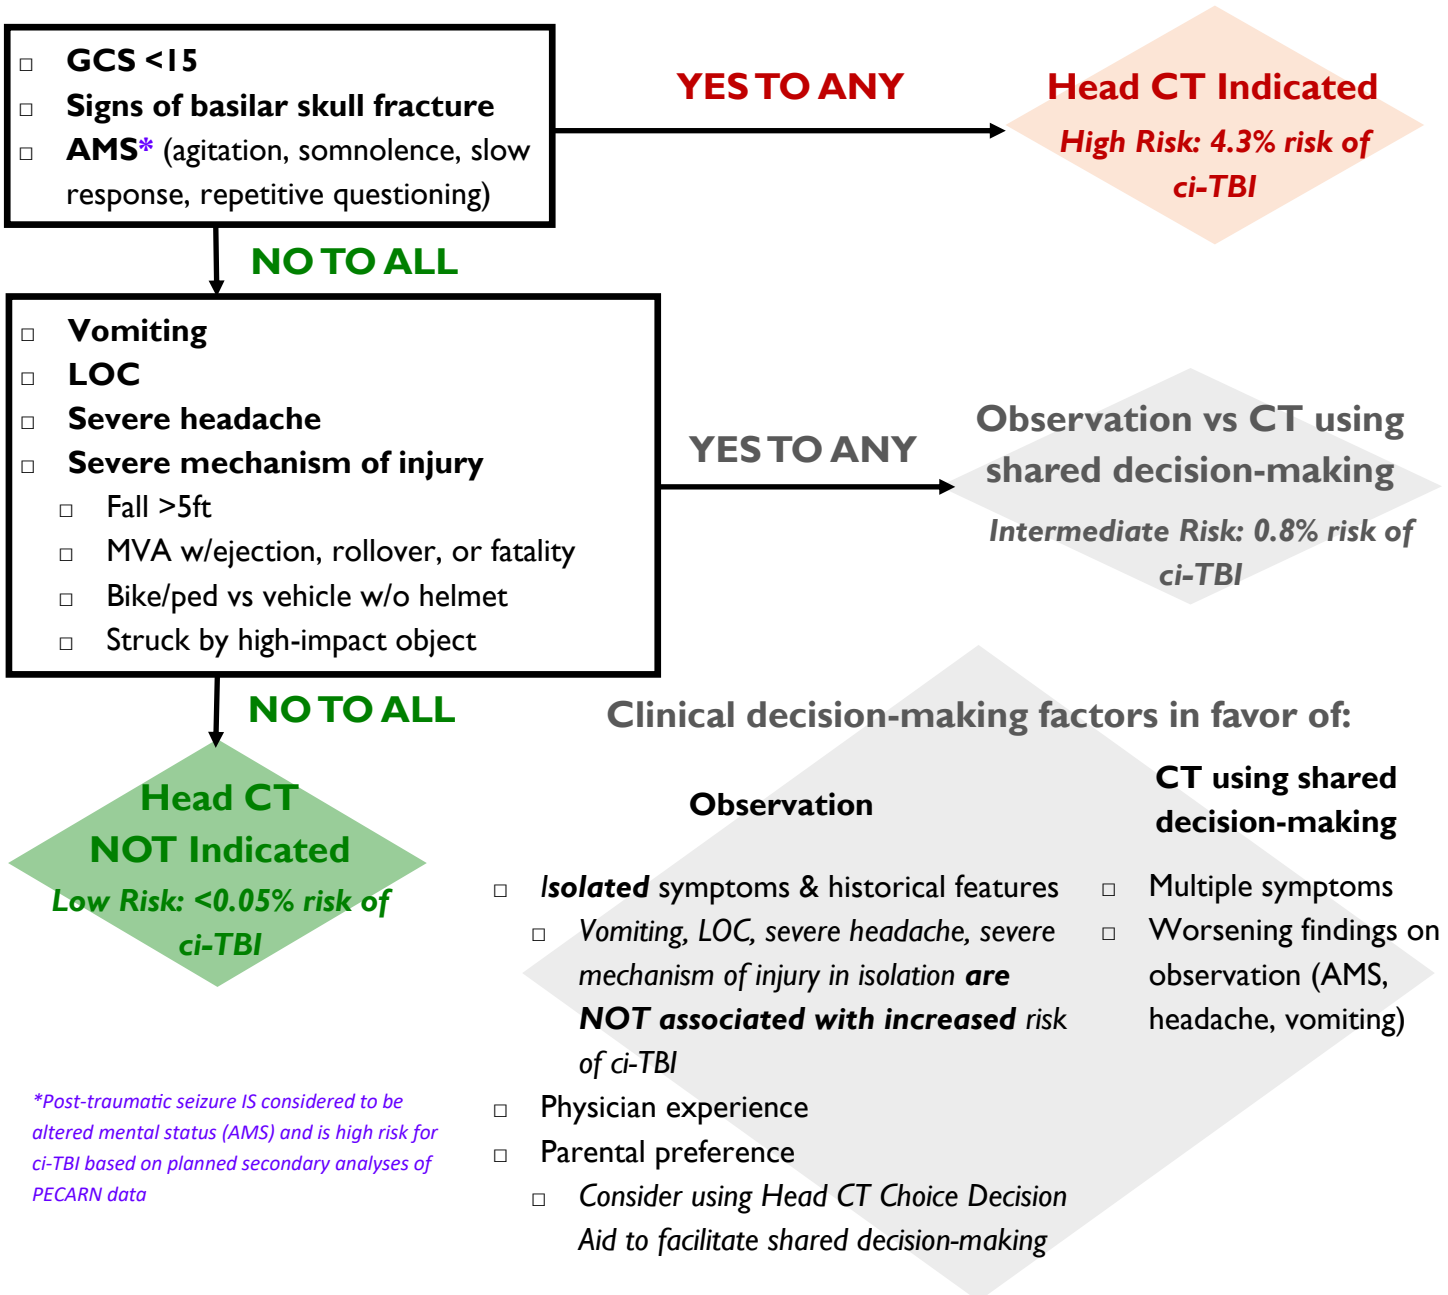 □ GCS <15
□ Signs of basilar skull fracture
□ AMS* (agitation, somnolence, slow
response, repetitive questioning)
YES TO ANY
Head CT Indicated
High Risk: 4.3% risk of
ci-TBI
NO TO ALL
□ Vomiting
□ LOC
□ Severe headache
□ Severe mechanism of injury
□ Fall >5ft
□ MVA w/ejection, rollover, or fatality
□ Bike/ped vs vehicle w/o helmet
□ Struck by high-impact object
YES TO ANY
Observation vs CT using
shared decision-making
Intermediate Risk: 0.8% risk of
ci-TBI
NO TO ALL
Head CT
NOT Indicated
Low Risk: <0.05% risk of
ci-TBI
Clinical decision-making factors in favor of:
Observation
□ Isolated symptoms & historical features
□ Vomiting, LOC, severe headache, severe
mechanism of injury in isolation are
NOT associated with increased risk
of ci-TBI
□ Physician experience
□ Parental preference
□ Consider using Head CT Choice Decision
Aid to facilitate shared decision-making
CT using shared
decision-making
□ Multiple symptoms
□ Worsening findings on
observation (AMS,
headache, vomiting)
*Post-traumatic seizure IS considered to be
altered mental status (AMS) and is high risk for
ci-TBI based on planned secondary analyses of
PECARN data